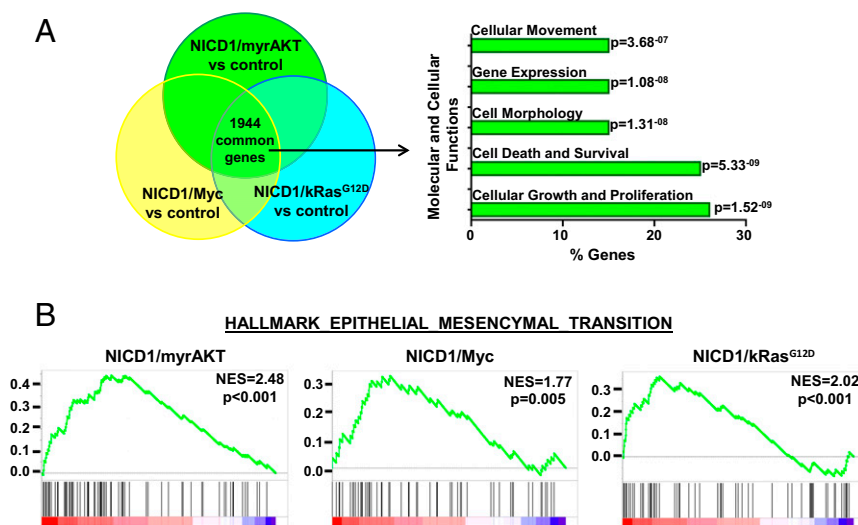 A
NICD1/myrAKT
vs control
1944
common
genes
NICD1/Myc
vs control
NICD1/kRasG12D
vs control
Molecular and Cellular
Functions
Cellular Movement
p=3.68-07
Gene Expression
p=1.08-08
Cell Morphology
p=1.31-08
Cell Death and Survival
p=5.33-09
Cellular Growth and Proliferation
p=1.52-09
0 10 20 30
% Genes
B
HALLMARK EPITHELIAL MESENCYMAL TRANSITION
NICD1/myrAKT
NES=2.48
p<0.001
0.4
0.3
0.2
0.1
0.0
NICD1/Myc
NES=1.77
p=0.005
0.3
0.2
0.1
0.0
NICD1/kRasG12D
NES=2.02
p<0.001
0.3
0.2
0.1
0.0